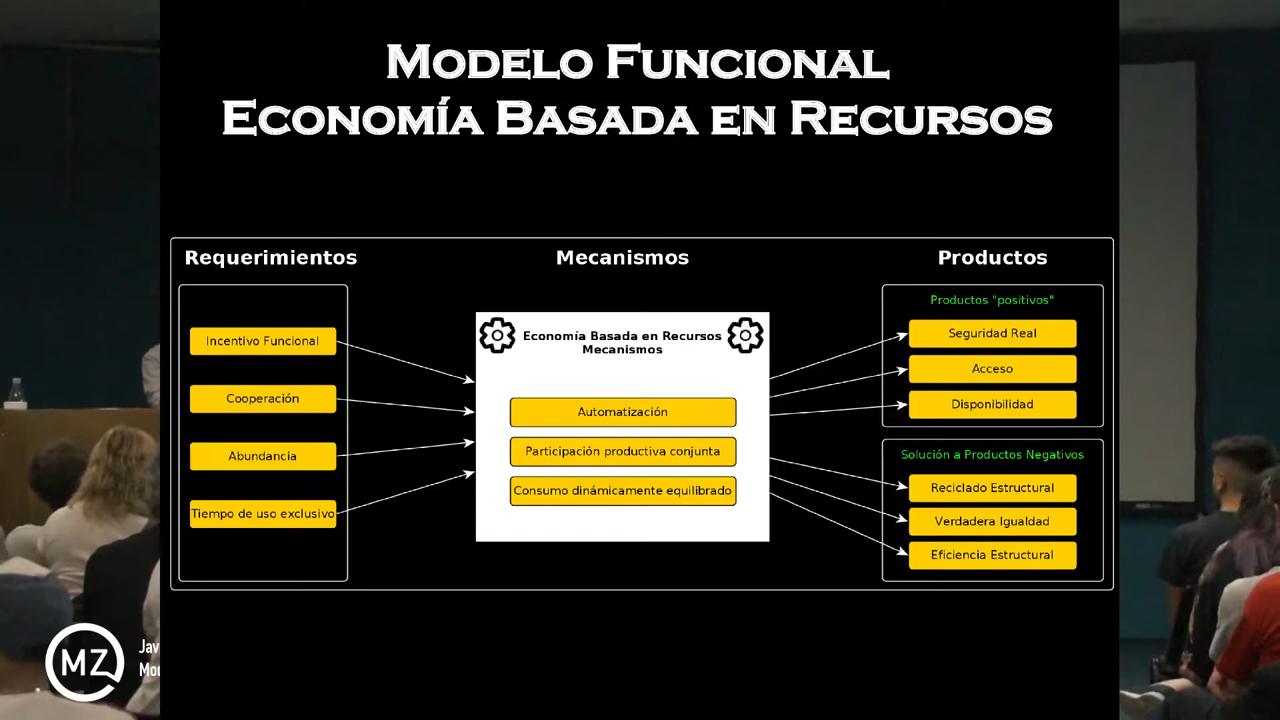 Modelo Funcional
Economía Basada en Recursos
Requerimientos
Mecanismos
Productos
Incentivo Funcional
Cooperación
Abundancia
Tiempo de uso exclusivo
Economía Basada en Recursos
Mecanismos
Automatización
Participación productiva conjunta
Consumo dinámicamente equilibrado
Productos "positivos"
Seguridad Real
Acceso
Disponibilidad
Solución a Productos Negativos
Reciclado Estructural
Verdadera Igualdad
Eficiencia Estructural
MZ